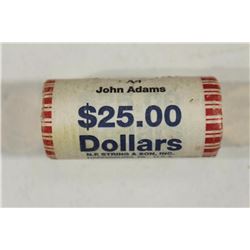 John Adams
$25.00
Dollars
N.F. STRING & SON, INC.